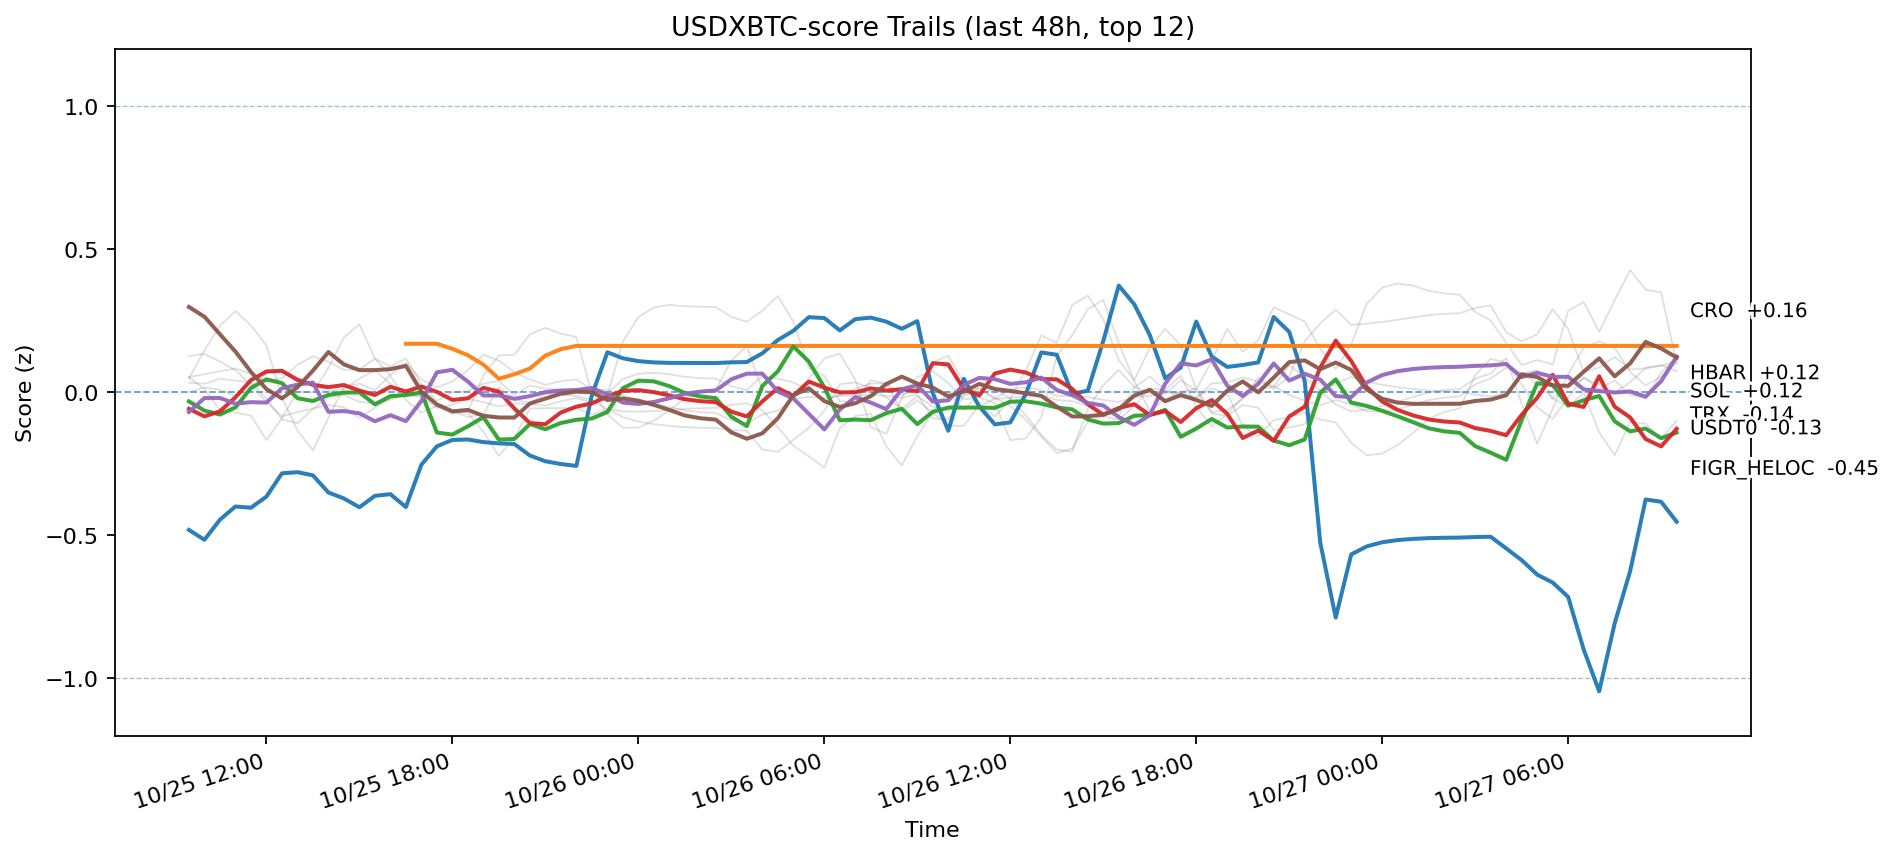 USDXBTC-score Trails (last 48h, top 12)
Score (z)
1.0
0.5
0.0
−0.5
−1.0
CRO +0.16
HBAR +0.12
SOL +0.12
TRX -0.14
USDT0 -0.13
FIGR_HELOC -0.45
10/25 12:00
10/25 18:00
10/26 00:00
10/26 06:00
10/26 12:00
10/26 18:00
10/27 00:00
10/27 06:00
Time